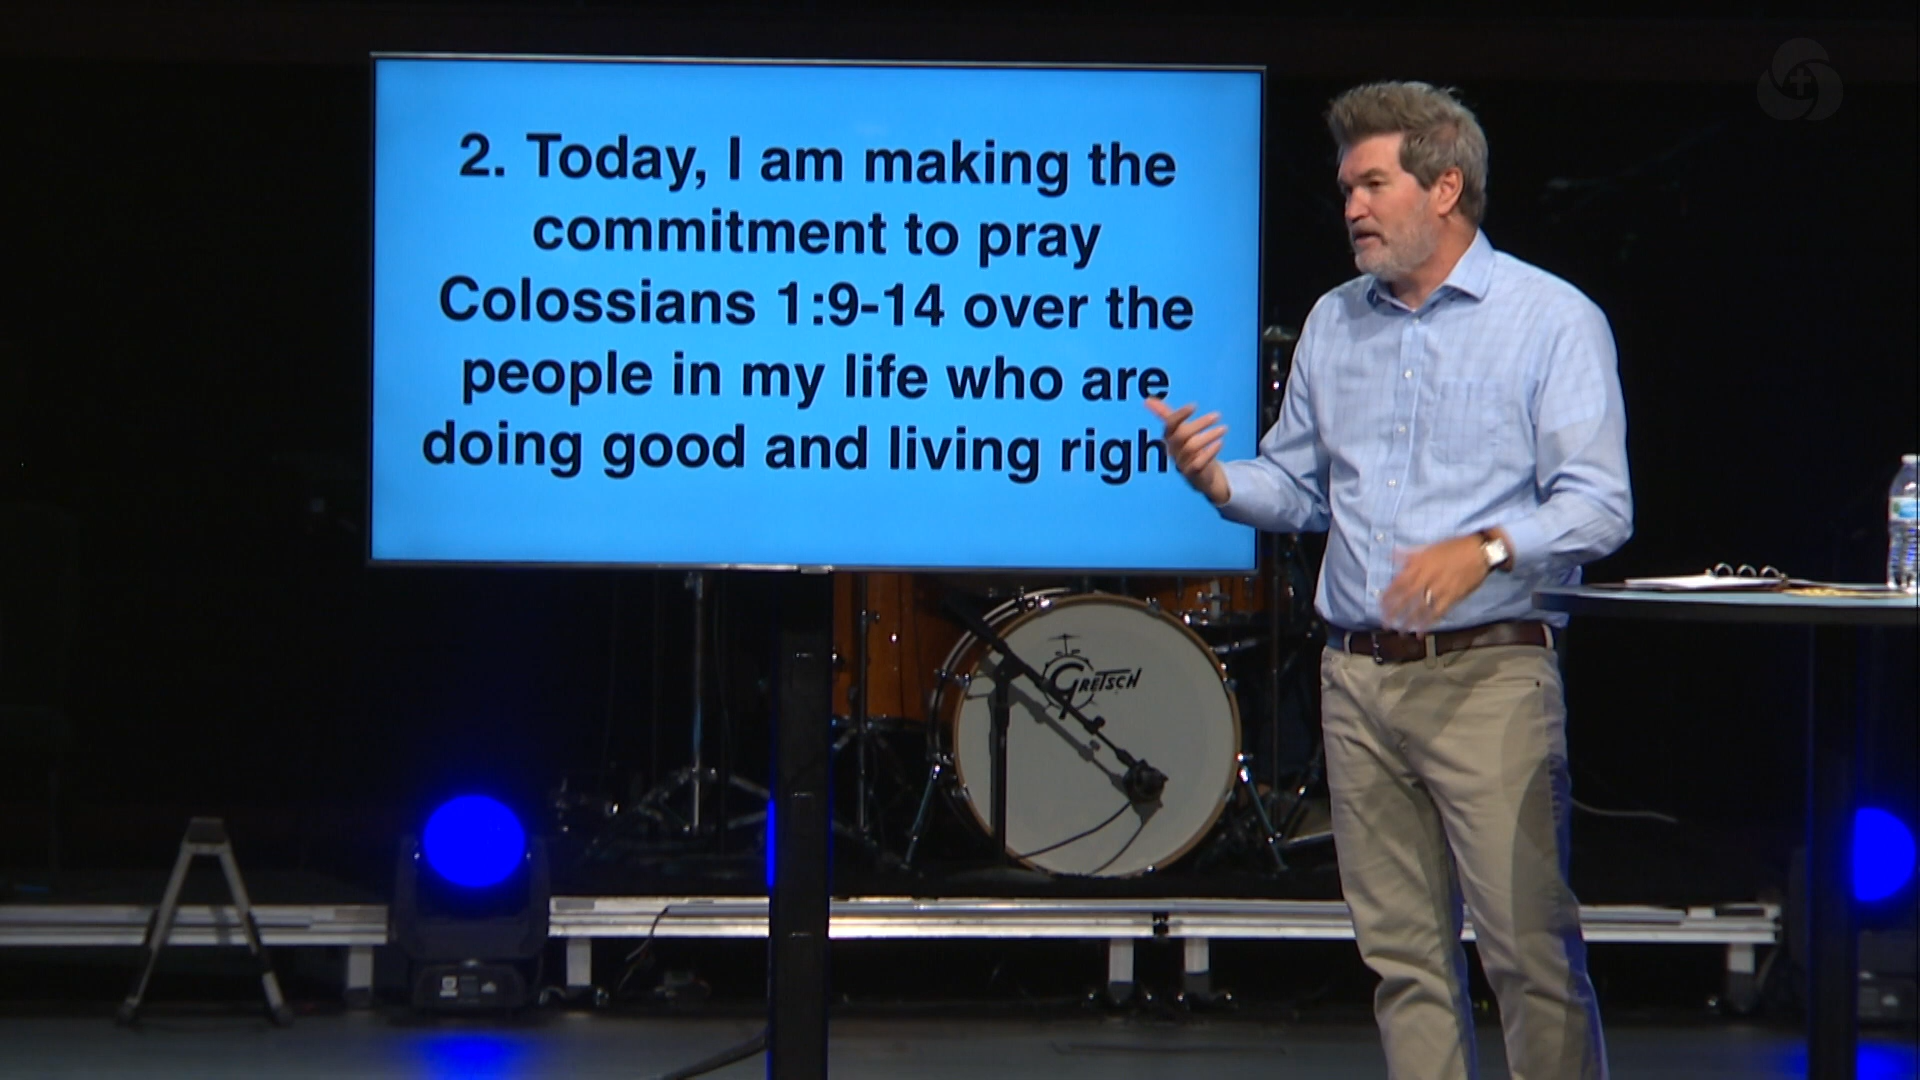 2. Today, I am making the
commitment to pray
Colossians 1:9-14 over the
people in my life who are
doing good and living righ
GRETSCH